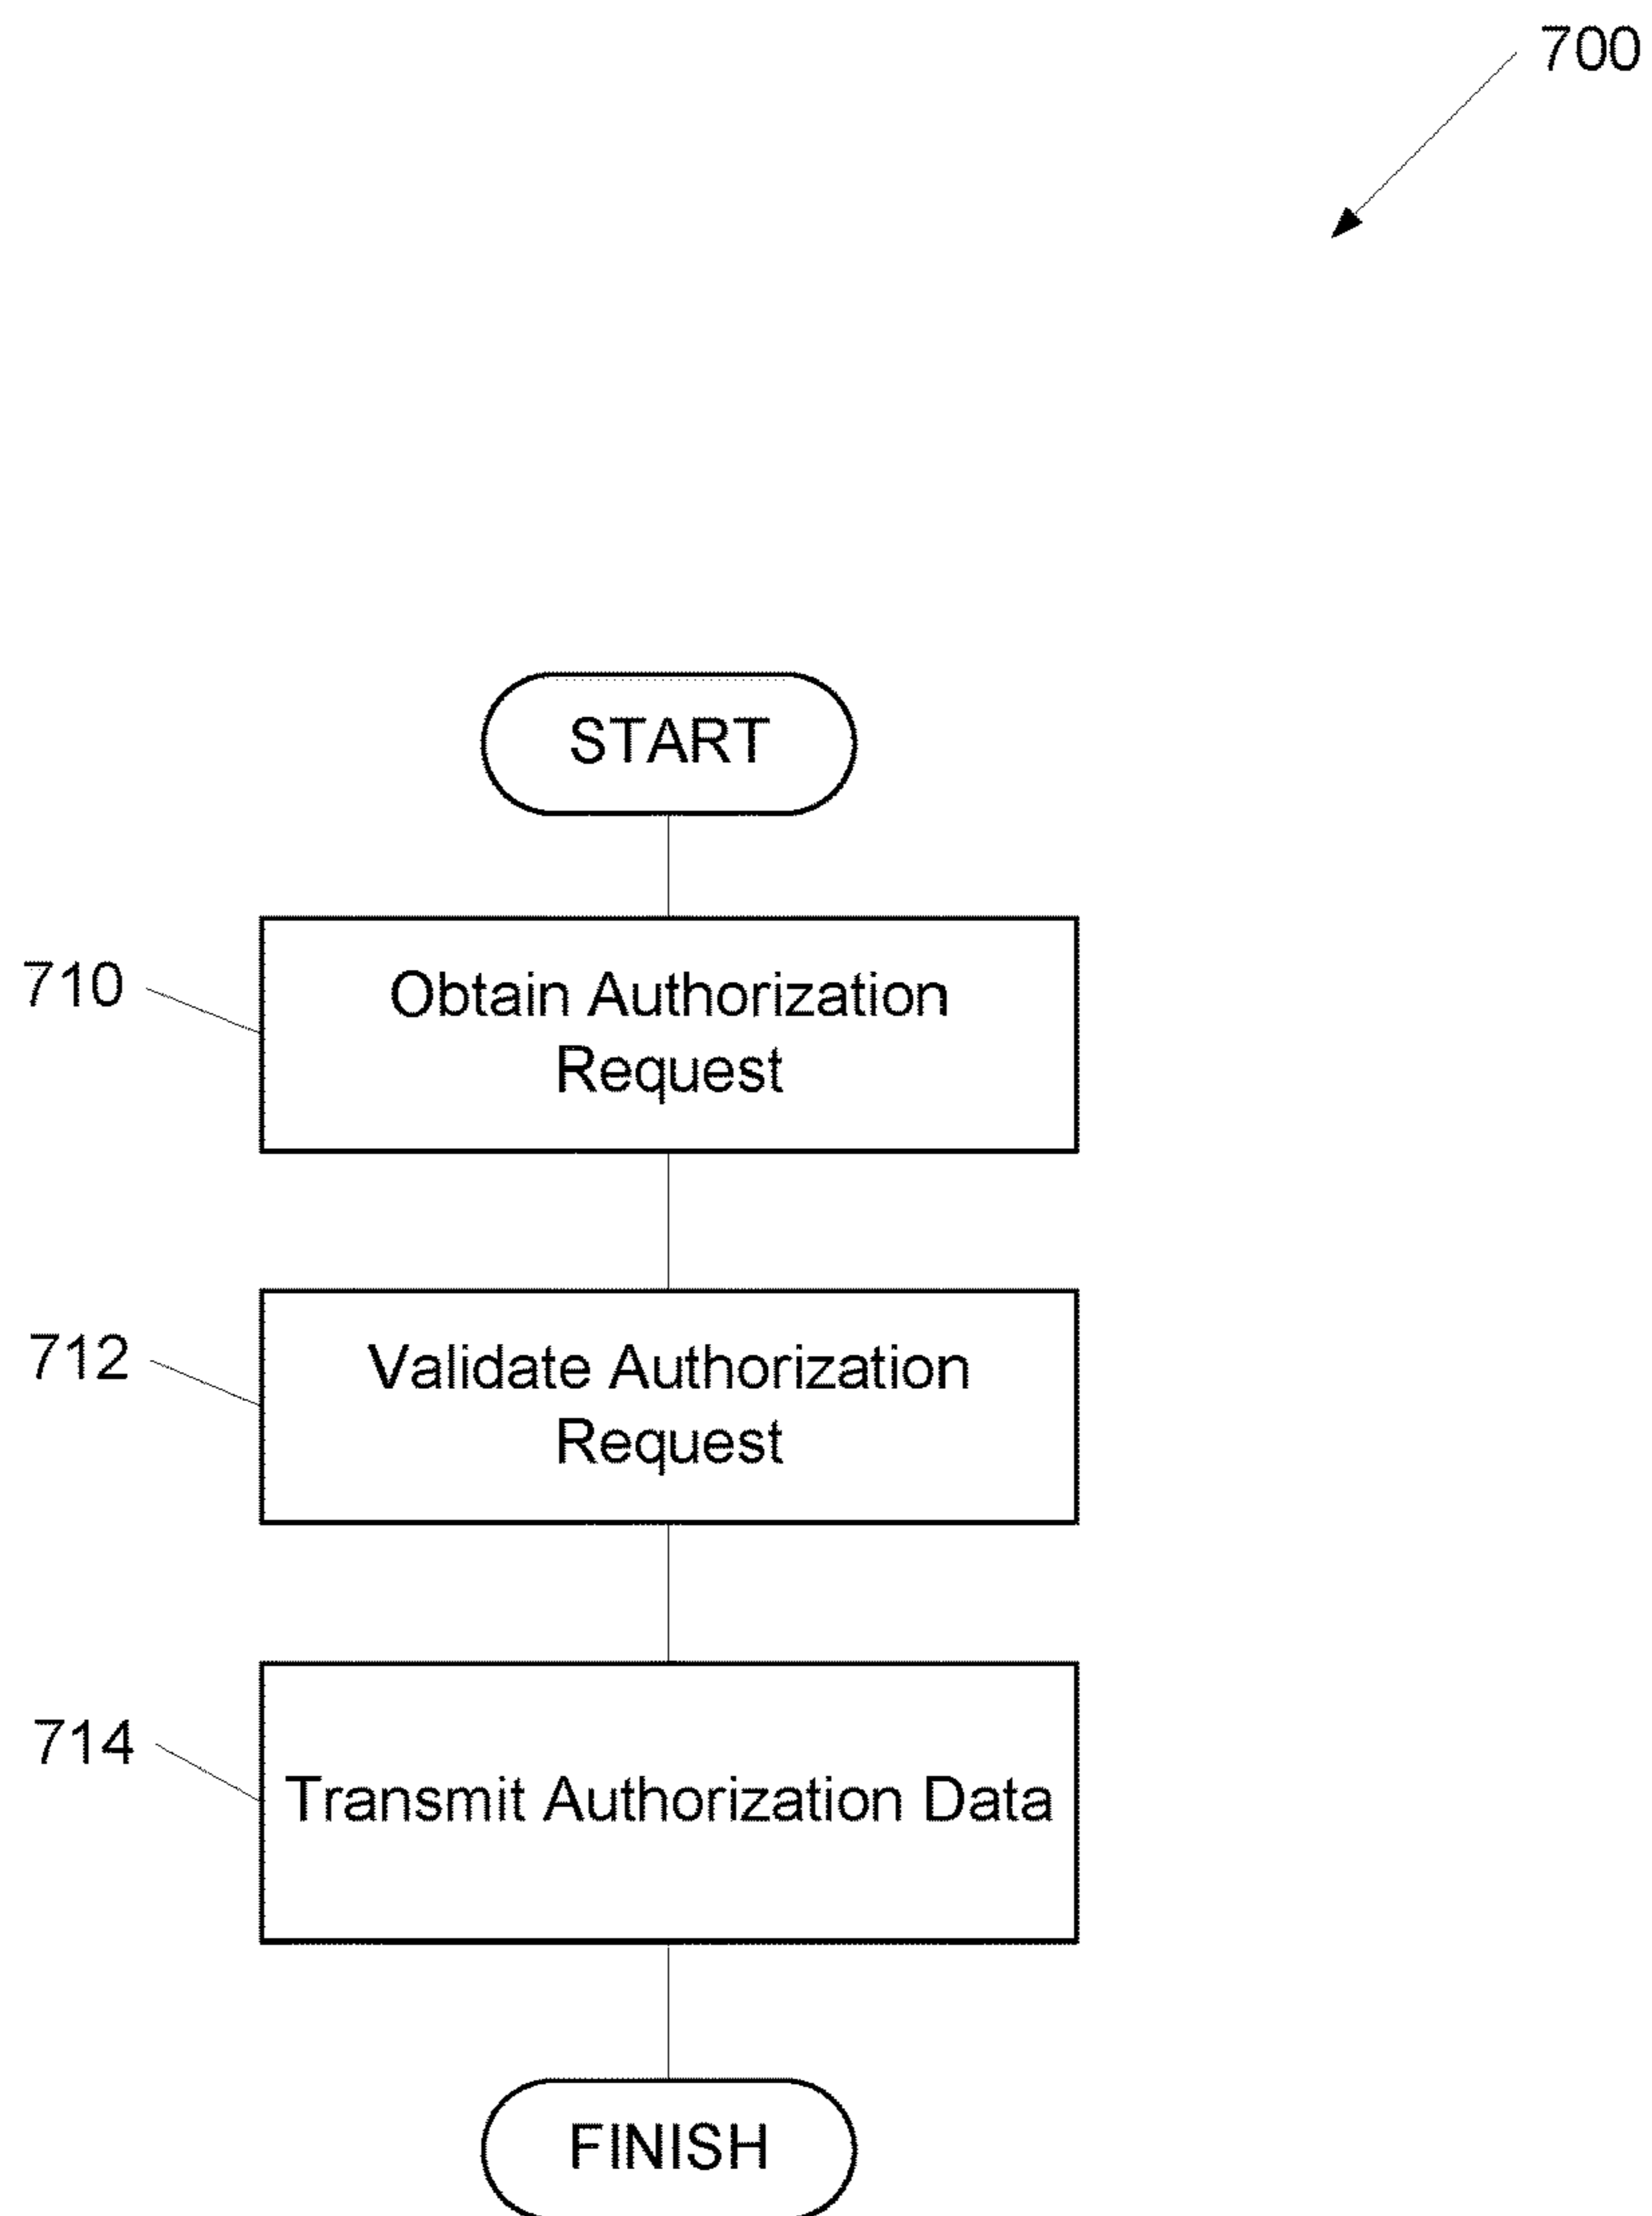 700
START
710
Obtain Authorization
Request
712
Validate Authorization
Request
714
Transmit Authorization Data
FINISH